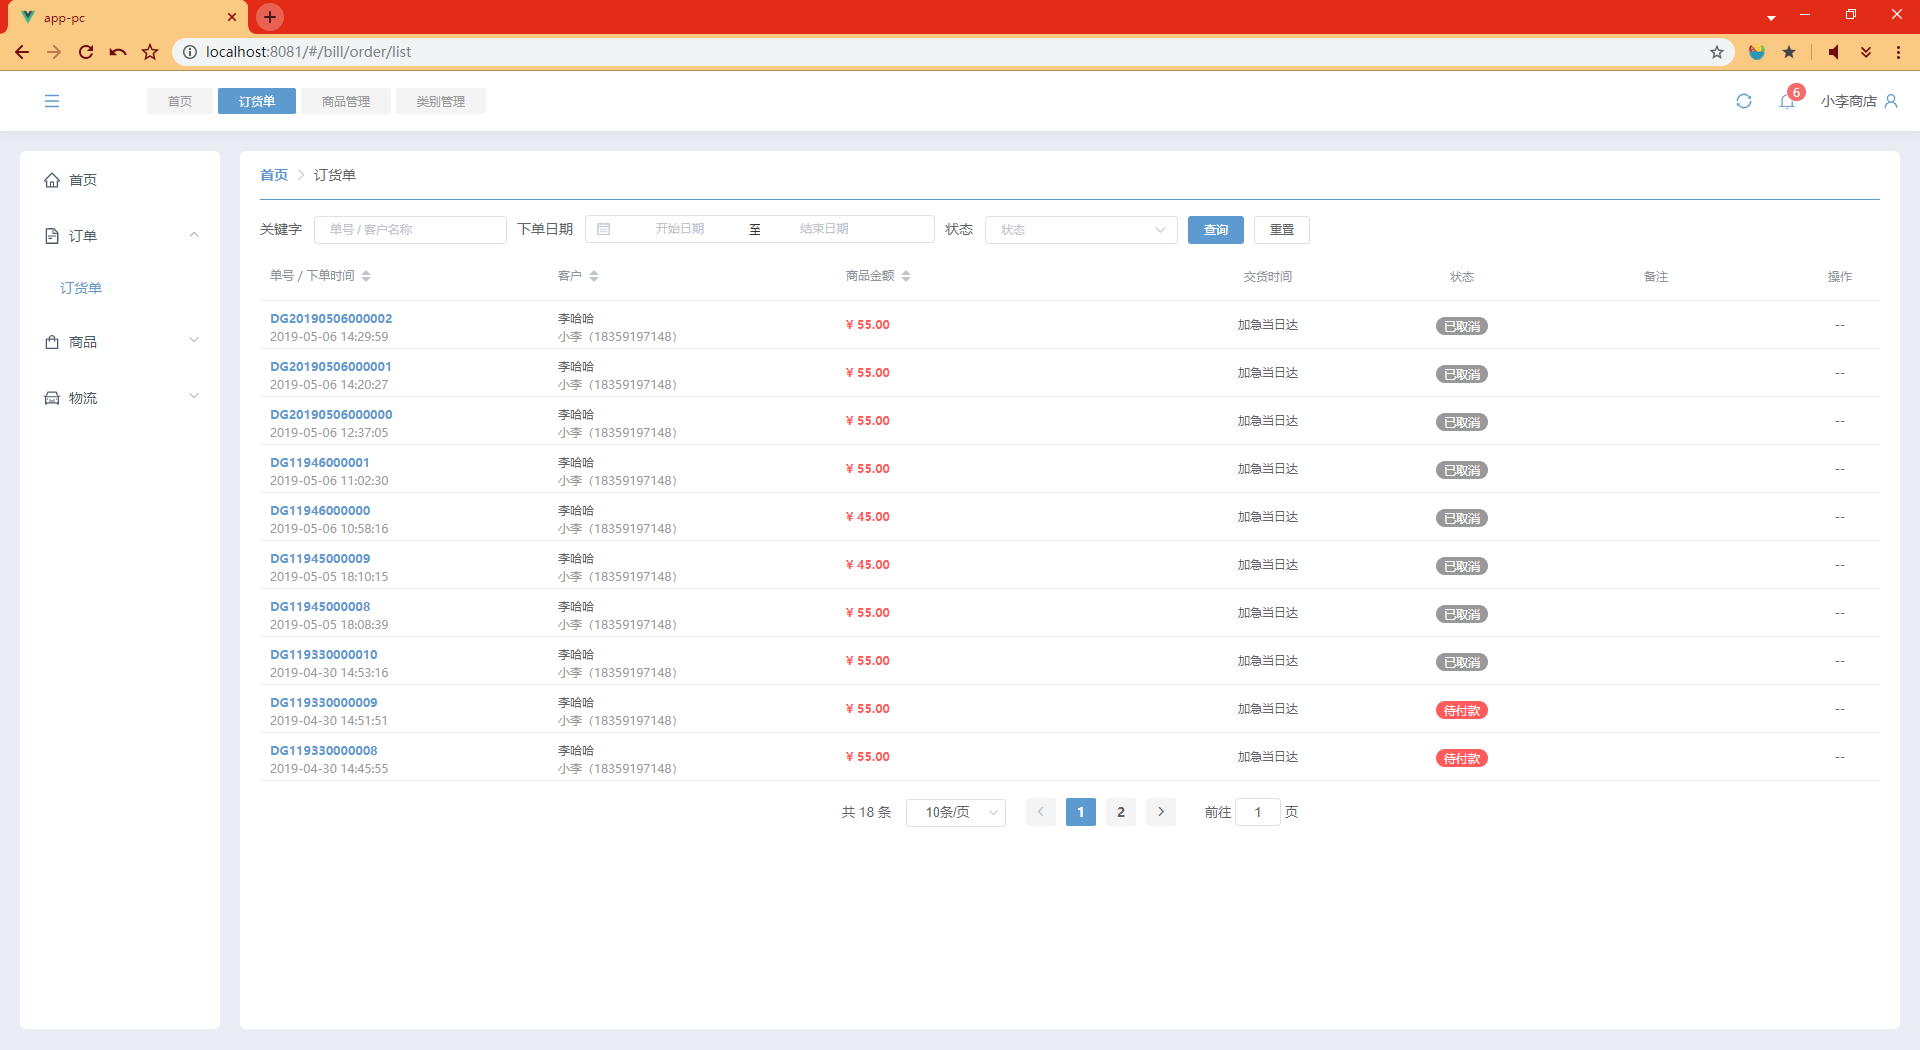 app-pc
localhost:8081/#/bill/order/list
首页 订货单 商品管理 类别管理 6 小李商店
首页
订单
订货单
商品
物流
首页 > 订货单
关键字 单号 / 客户名称 下单日期 开始日期 至 结束日期 状态 状态 查询 重置
单号 / 下单时间 客户 商品金额 交货时间 状态 备注 操作
DG20190506000002 李哈哈 ¥ 55.00 加急当日达 已取消 --
2019-05-06 14:29:59 小李（18359197148）
DG20190506000001 李哈哈 ¥ 55.00 加急当日达 已取消 --
2019-05-06 14:20:27 小李（18359197148）
DG20190506000000 李哈哈 ¥ 55.00 加急当日达 已取消 --
2019-05-06 12:37:05 小李（18359197148）
DG11946000001 李哈哈 ¥ 55.00 加急当日达 已取消 --
2019-05-06 11:02:30 小李（18359197148）
DG11946000000 李哈哈 ¥ 45.00 加急当日达 已取消 --
2019-05-06 10:58:16 小李（18359197148）
DG11945000009 李哈哈 ¥ 45.00 加急当日达 已取消 --
2019-05-05 18:10:15 小李（18359197148）
DG11945000008 李哈哈 ¥ 55.00 加急当日达 已取消 --
2019-05-05 18:08:39 小李（18359197148）
DG119330000010 李哈哈 ¥ 55.00 加急当日达 已取消 --
2019-04-30 14:53:16 小李（18359197148）
DG119330000009 李哈哈 ¥ 55.00 加急当日达 待付款 --
2019-04-30 14:51:51 小李（18359197148）
DG119330000008 李哈哈 ¥ 55.00 加急当日达 待付款 --
2019-04-30 14:45:55 小李（18359197148）
共 18 条 10条/页 1 2 前往 1 页